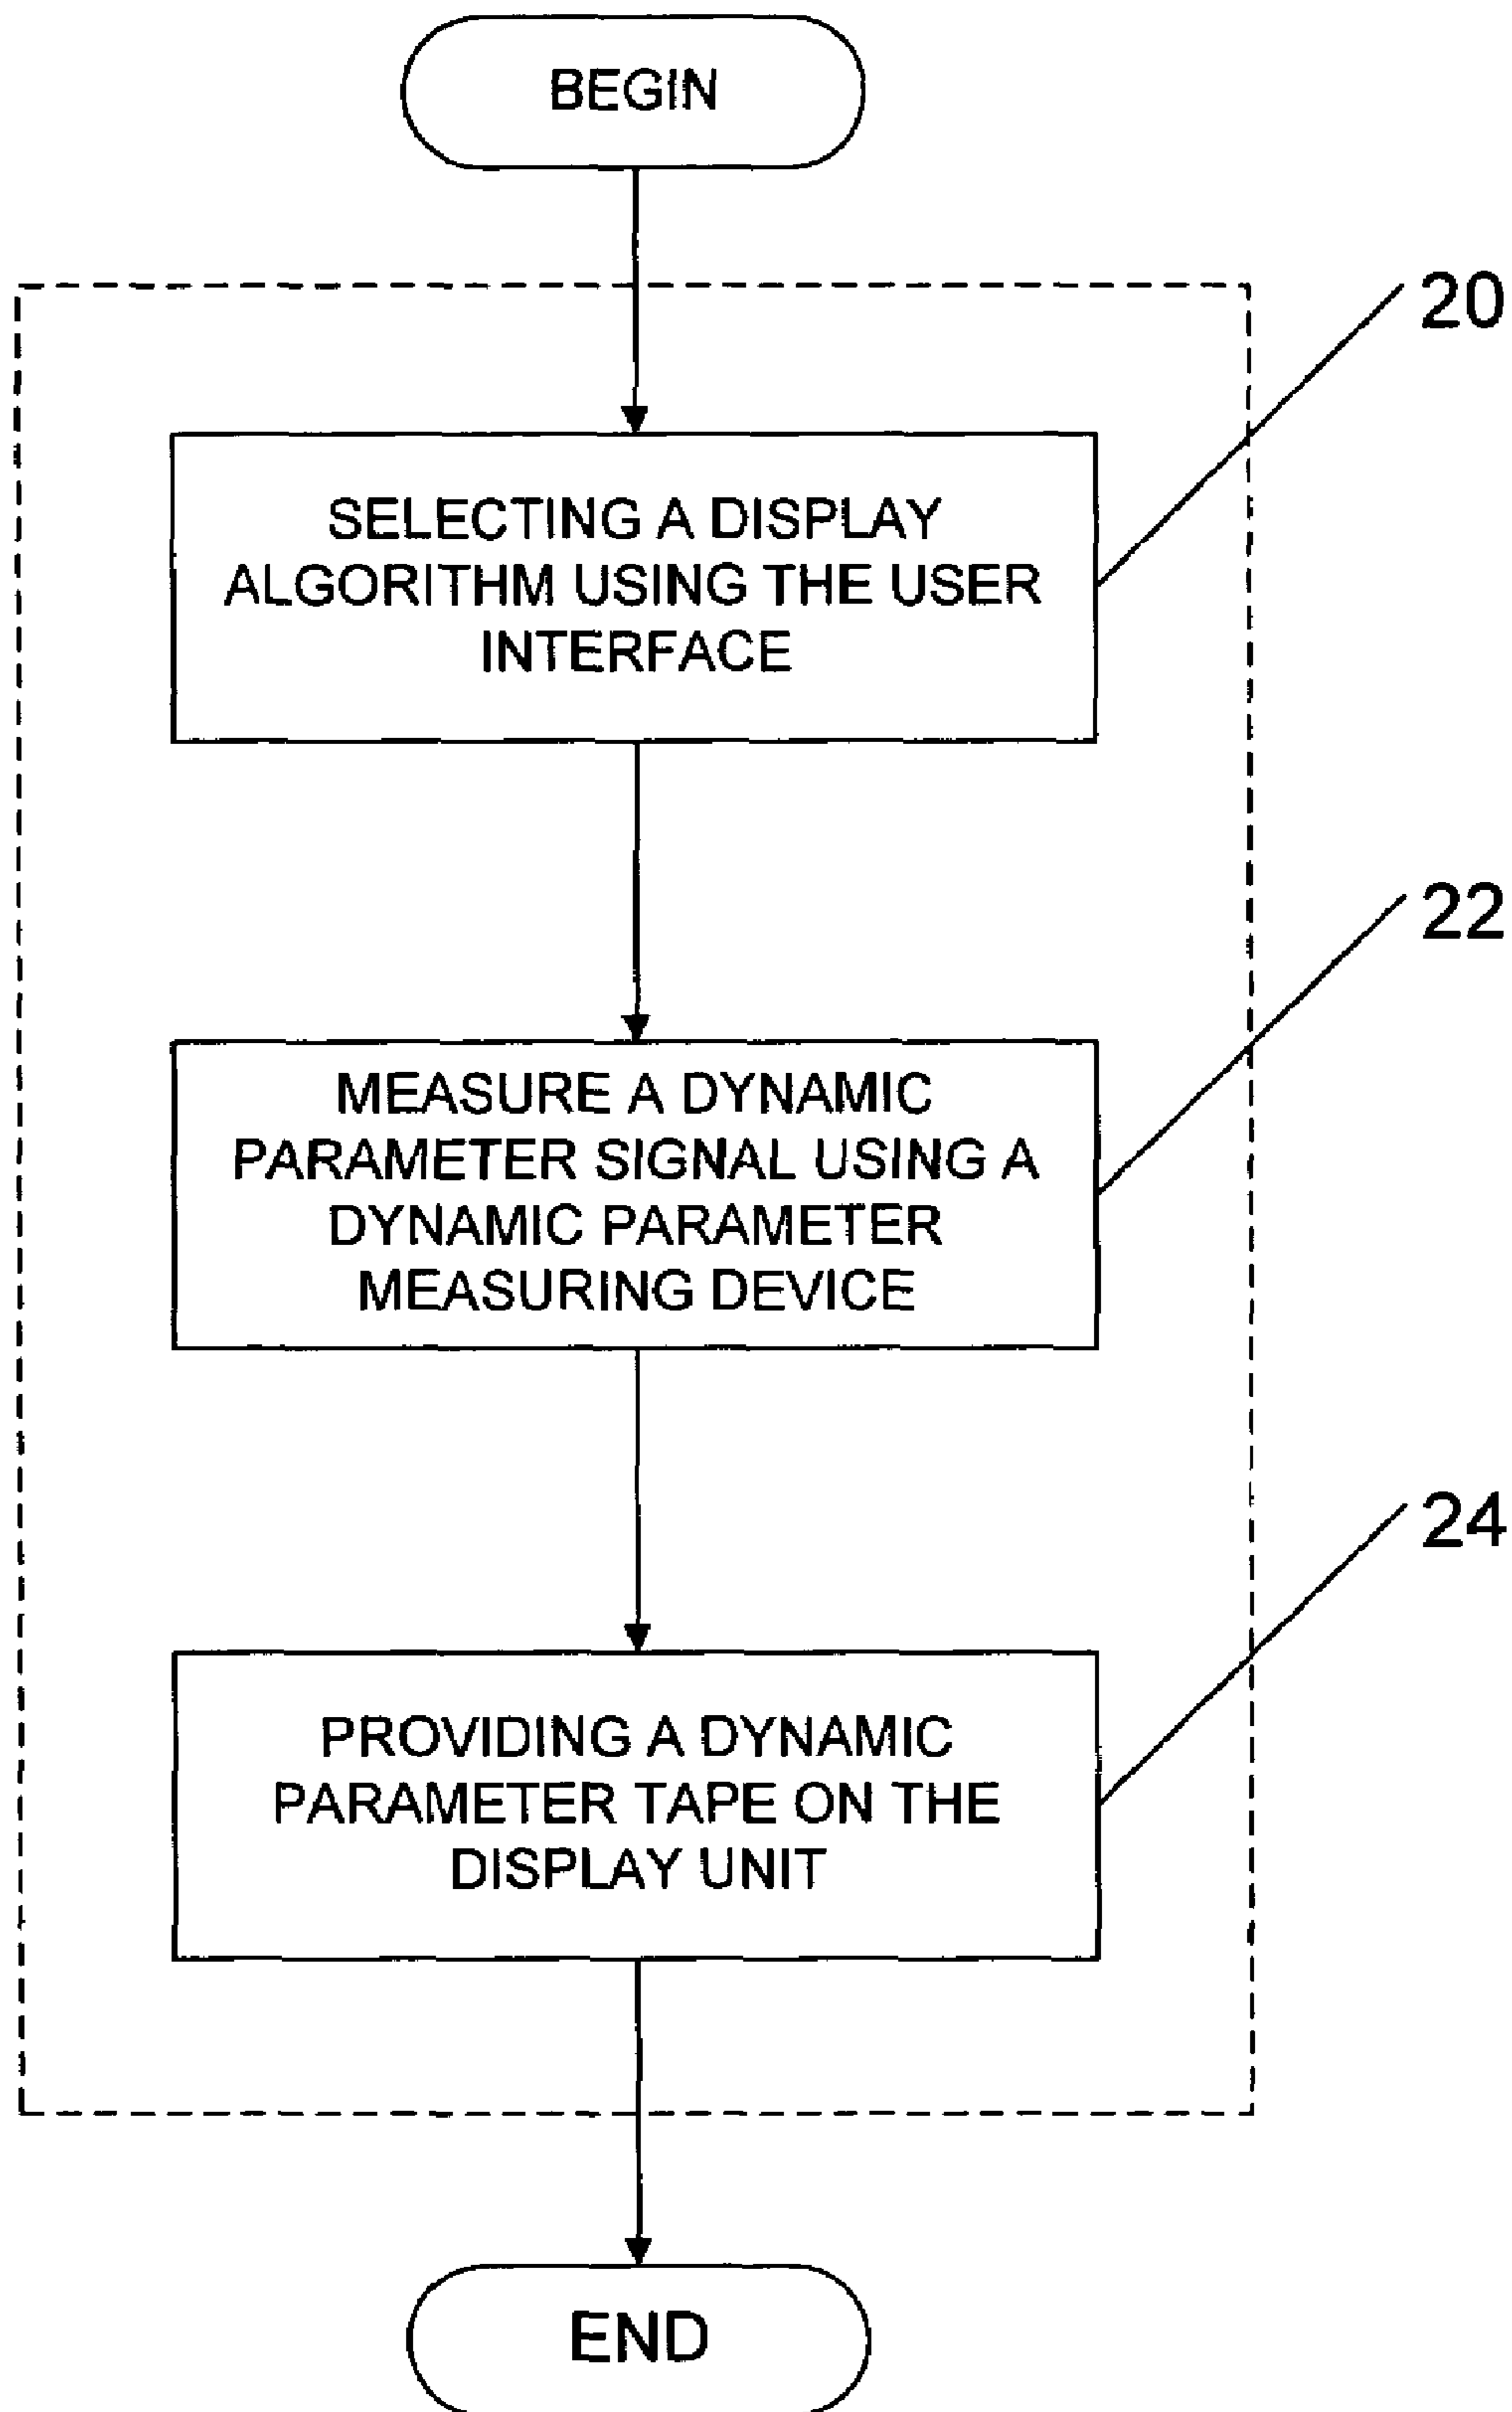 BEGIN
20
SELECTING A DISPLAY
ALGORITHM USING THE USER
INTERFACE
22
MEASURE A DYNAMIC
PARAMETER SIGNAL USING A
DYNAMIC PARAMETER
MEASURING DEVICE
24
PROVIDING A DYNAMIC
PARAMETER TAPE ON THE
DISPLAY UNIT
END